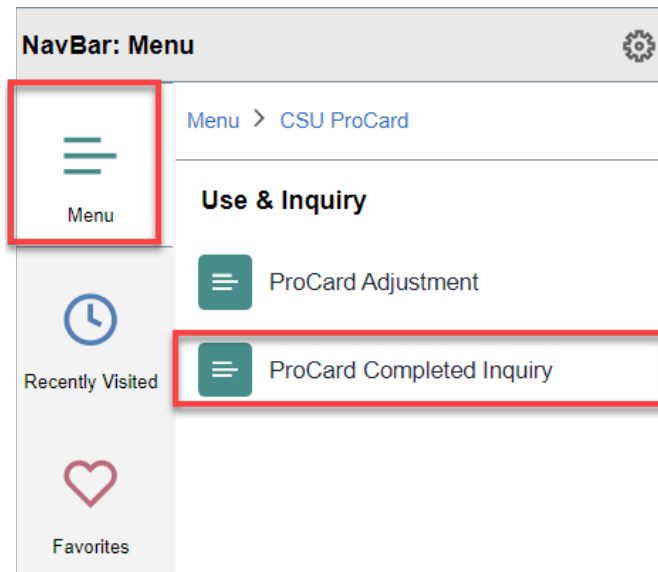 NavBar: Menu
Menu
Menu > CSU ProCard
Use & Inquiry
ProCard Adjustment
ProCard Completed Inquiry
Recently Visited
Favorites